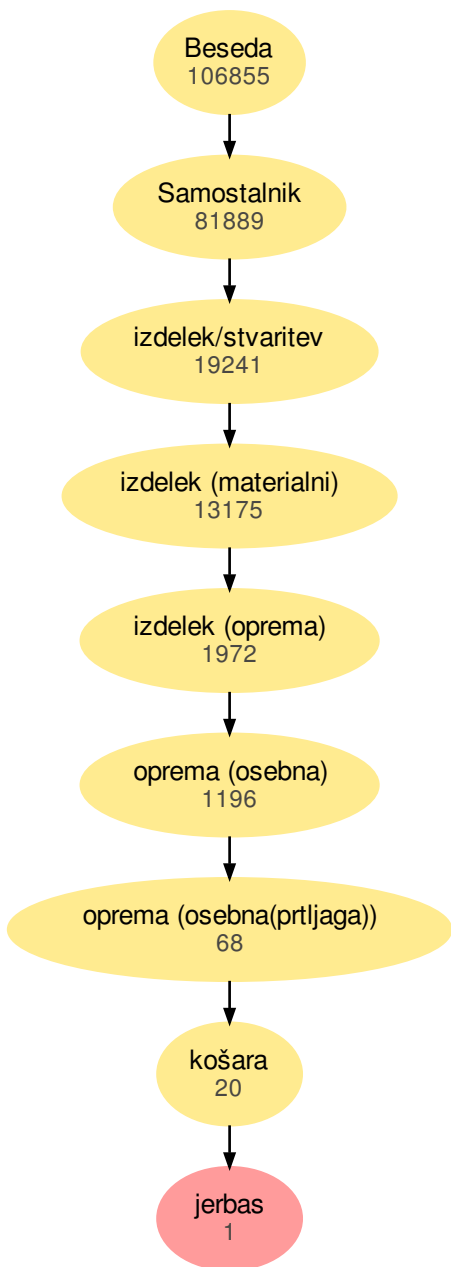 Beseda
106855
Samostalnik
81889
izdelek/stvaritev
19241
izdelek (materialni)
13175
izdelek (oprema)
1972
oprema (osebna)
1196
oprema (osebna(prtljaga))
68
košara
20
jerbas
1